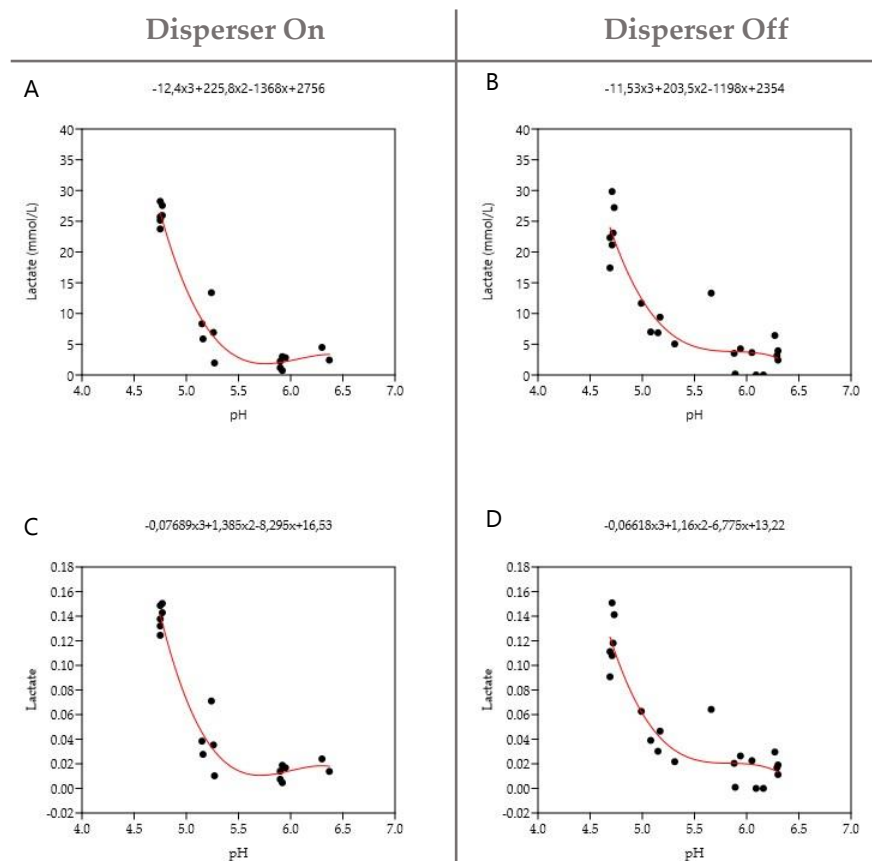 Disperser On
Disperser Off
A
-12,4x3+225,8x2-1368x+2756
40
35
30
25
20
15
10
5
0
Lactate (mmol/L)
4.0 4.5 5.0 5.5 6.0 6.5 7.0
pH
B
-11,53x3+203,5x2-1198x+2354
40
35
30
25
20
15
10
5
0
Lactate (mmol/L)
4.0 4.5 5.0 5.5 6.0 6.5 7.0
pH
C
-0,07689x3+1,385x2-8,295x+16,53
0.18
0.16
0.14
0.12
0.10
0.08
0.06
0.04
0.02
0.00
-0.02
Lactate
4.0 4.5 5.0 5.5 6.0 6.5 7.0
pH
D
-0,06618x3+1,16x2-6,775x+13,22
0.18
0.16
0.14
0.12
0.10
0.08
0.06
0.04
0.02
0.00
-0.02
Lactate
4.0 4.5 5.0 5.5 6.0 6.5 7.0
pH